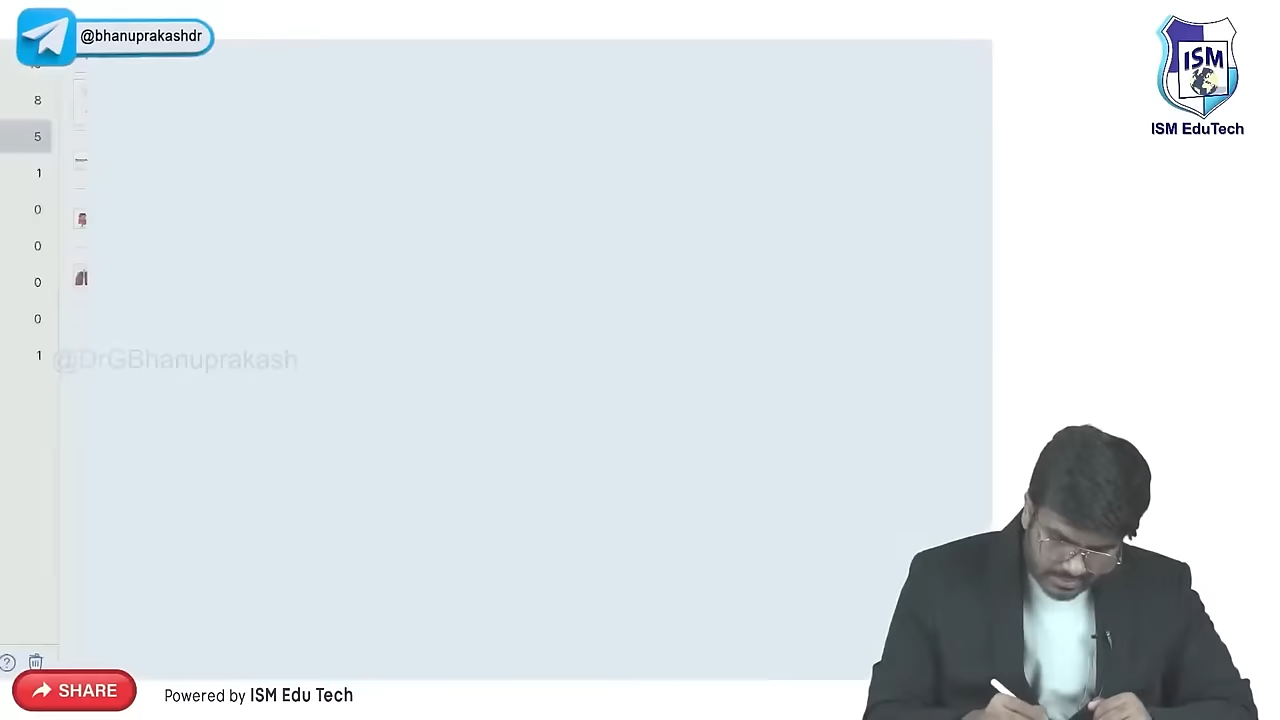 @bhanuprakashdr
ISM
ISM EduTech
8
5
1
0
0
0
0
1
@DrGBhanuprakash
SHARE
Powered by ISM Edu Tech